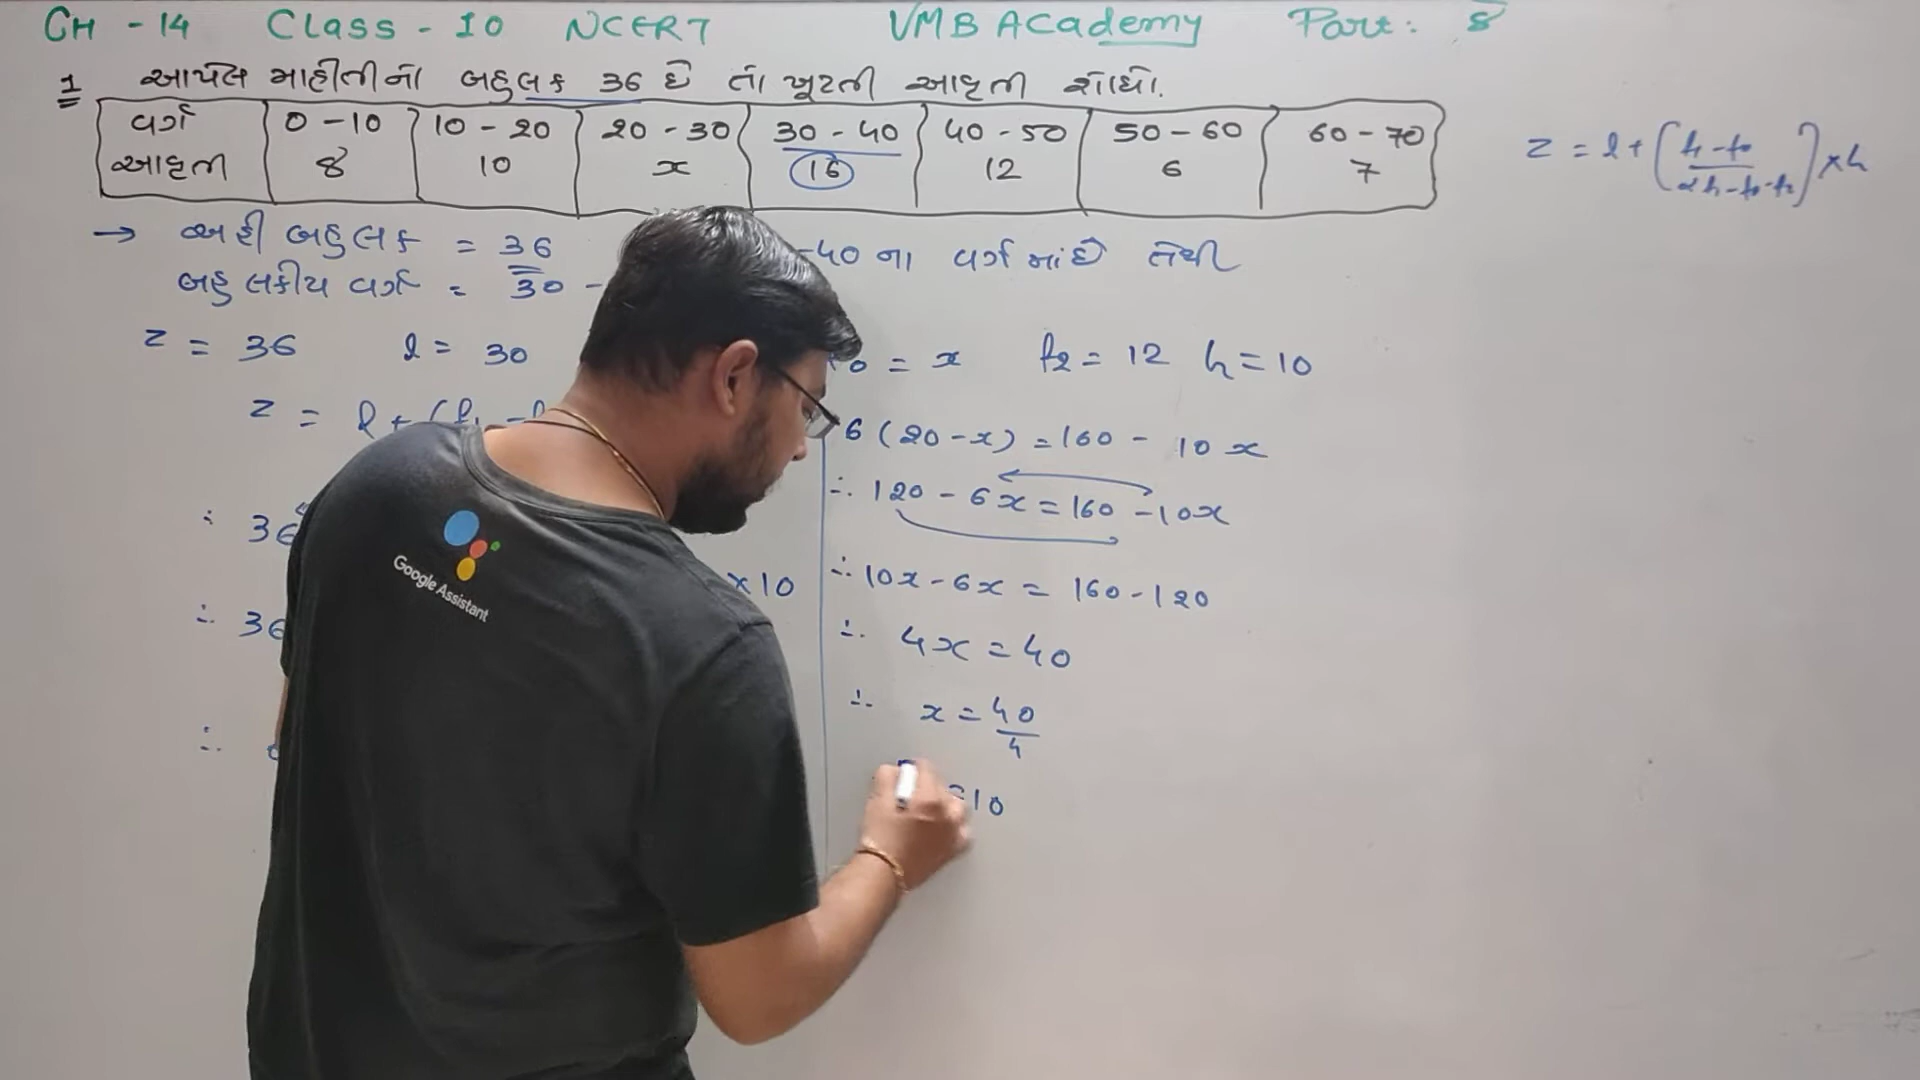 CH - 14 Class - 10 NCERT VMB Academy Part : 8
1 આપેલ માહીતીનો બહુલક 36 છે તો ખૂટતી આવૃતી શોધો.
વર્ગ 0 - 10 10 - 20 20 - 30 30 - 40 40 - 50 50 - 60 60 - 70
આવૃતી 8 10 x 16 12 6 7
Z = l + (f1 - f0 / 2f1 - f0 - f2) × h
→ અહી બહુલક = 36 -40 ના વર્ગ માં છે તેથી
બહુલકીય વર્ગ = 30 -
Z = 36 l = 30 f0 = x f2 = 12 h = 10
Z = l + (f1 -
∴ 36
× 10
∴ 36
∴
6 (20 - x) = 160 - 10x
∴ 120 - 6x = 160 - 10x
∴ 10x - 6x = 160 - 120
∴ 4x = 40
∴ x = 40/4
= 10
Google Assistant